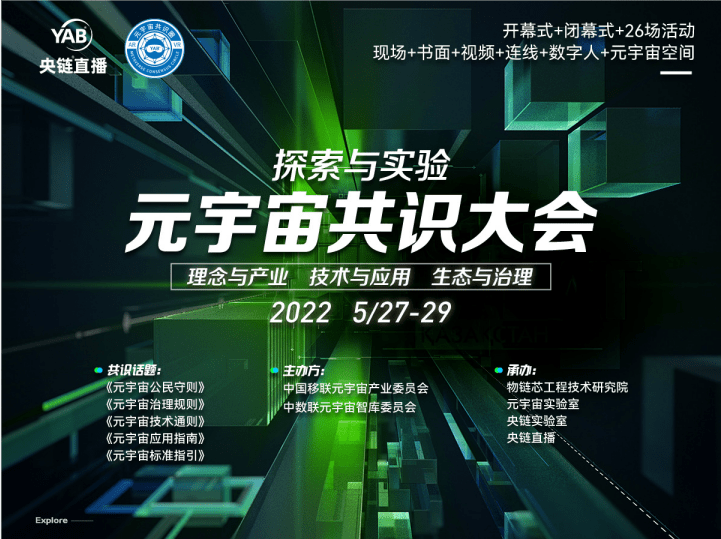 YAB
央链直播
元宇宙共识圈
AR
VR
YAB
METAVERSE CONSENSUS CIRCLE
开幕式+闭幕式+26场活动
现场+书面+视频+连线+数字人+元宇宙空间
探索与实验
元宇宙共识大会
理念与产业 技术与应用 生态与治理
2022 5/27-29
KAZAKSTAN
共识话题:
《元宇宙公民守则》
《元宇宙治理规则》
《元宇宙技术通则》
《元宇宙应用指南》
《元宇宙标准指引》
主办方:
中国移联元宇宙产业委员会
中数联元宇宙智库委员会
承办:
物链芯工程技术研究院
元宇宙实验室
央链实验室
央链直播
Explore